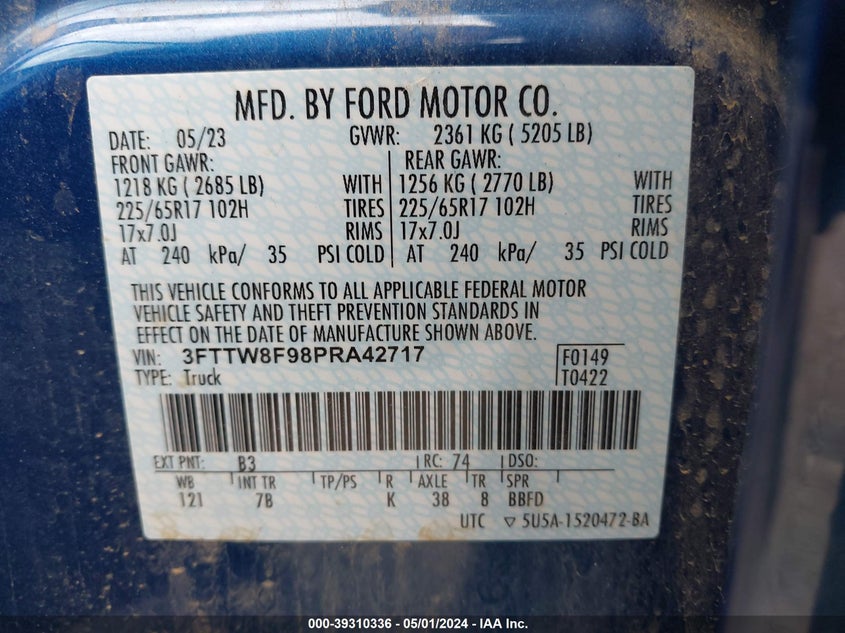 MFD. BY FORD MOTOR CO.
DATE: 05/23 GVWR: 2361 KG ( 5205 LB)
FRONT GAWR: REAR GAWR:
1218 KG ( 2685 LB) WITH 1256 KG ( 2770 LB) WITH
225/65R17 102H TIRES 225/65R17 102H TIRES
17x7.0J RIMS 17x7.0J RIMS
AT 240 kPa/ 35 PSI COLD AT 240 kPa/ 35 PSI COLD
THIS VEHICLE CONFORMS TO ALL APPLICABLE FEDERAL MOTOR
VEHICLE SAFETY AND THEFT PREVENTION STANDARDS IN
EFFECT ON THE DATE OF MANUFACTURE SHOWN ABOVE.
VIN: 3FTTW8F98PRA42717 F0149
TYPE: Truck T0422
EXT PNT: B3 RC: 74 DSO:
WB INT TR TP/PS R AXLE TR SPR
121 7B K 38 8 BBFD
UTC ▽ 5U5A-1520472-BA
000-39310336 - 05/01/2024 - IAA Inc.